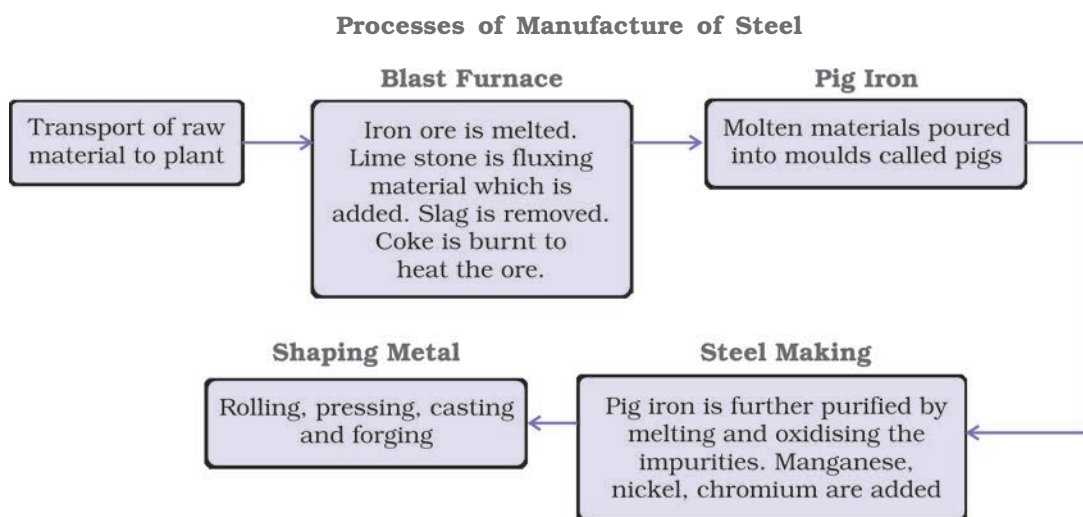 Processes of Manufacture of Steel
Blast Furnace
Pig Iron
Transport of raw
material to plant
Iron ore is melted.
Lime stone is fluxing
material which is
added. Slag is removed.
Coke is burnt to
heat the ore.
Molten materials poured
into moulds called pigs
Shaping Metal
Steel Making
Rolling, pressing, casting
and forging
Pig iron is further purified by
melting and oxidising the
impurities. Manganese,
nickel, chromium are added